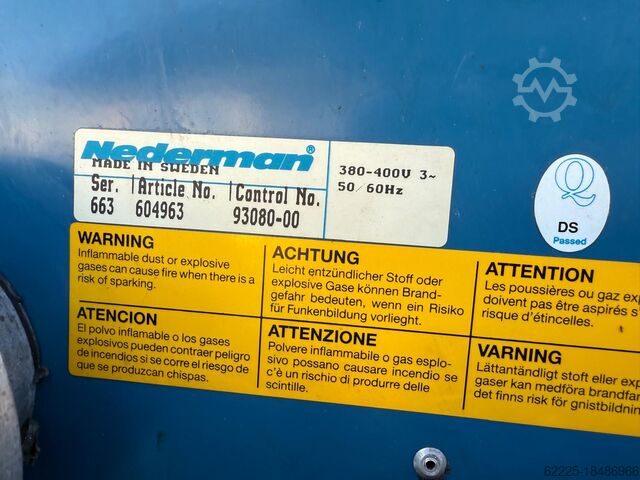 Nederman®
MADE IN SWEDEN
Ser. Article No. Control No.
663 604963 93080-00
380-400V 3~
50/60Hz
Q
DS
Passed
WARNING
Inflammable dust or explosive
gases can cause fire when there is a
risk of sparking.
ATENCION
El polvo inflamable o los gases
explosivos pueden contraer peligro
de incendios si se corre el riesgo de
que se produzcan chispas.
ACHTUNG
Leicht entzündlicher Stoff oder
explosive Gase können Brand-
gefahr bedeuten, wenn ein Risiko
für Funkenbildung vorliegt.
ATTENZIONE
Polvere infiammabile o gas esplo-
sivo possano causare incendio se
c'è un rischio di produrre delle
scintille.
ATTENTION
Les poussières ou gaz
doivent pas être aspirés
risque d'étincelles.
VARNING
Lättantändligt stoft eller
gaser kan medföra
det finns risk för gnistbildning
62225-18486968